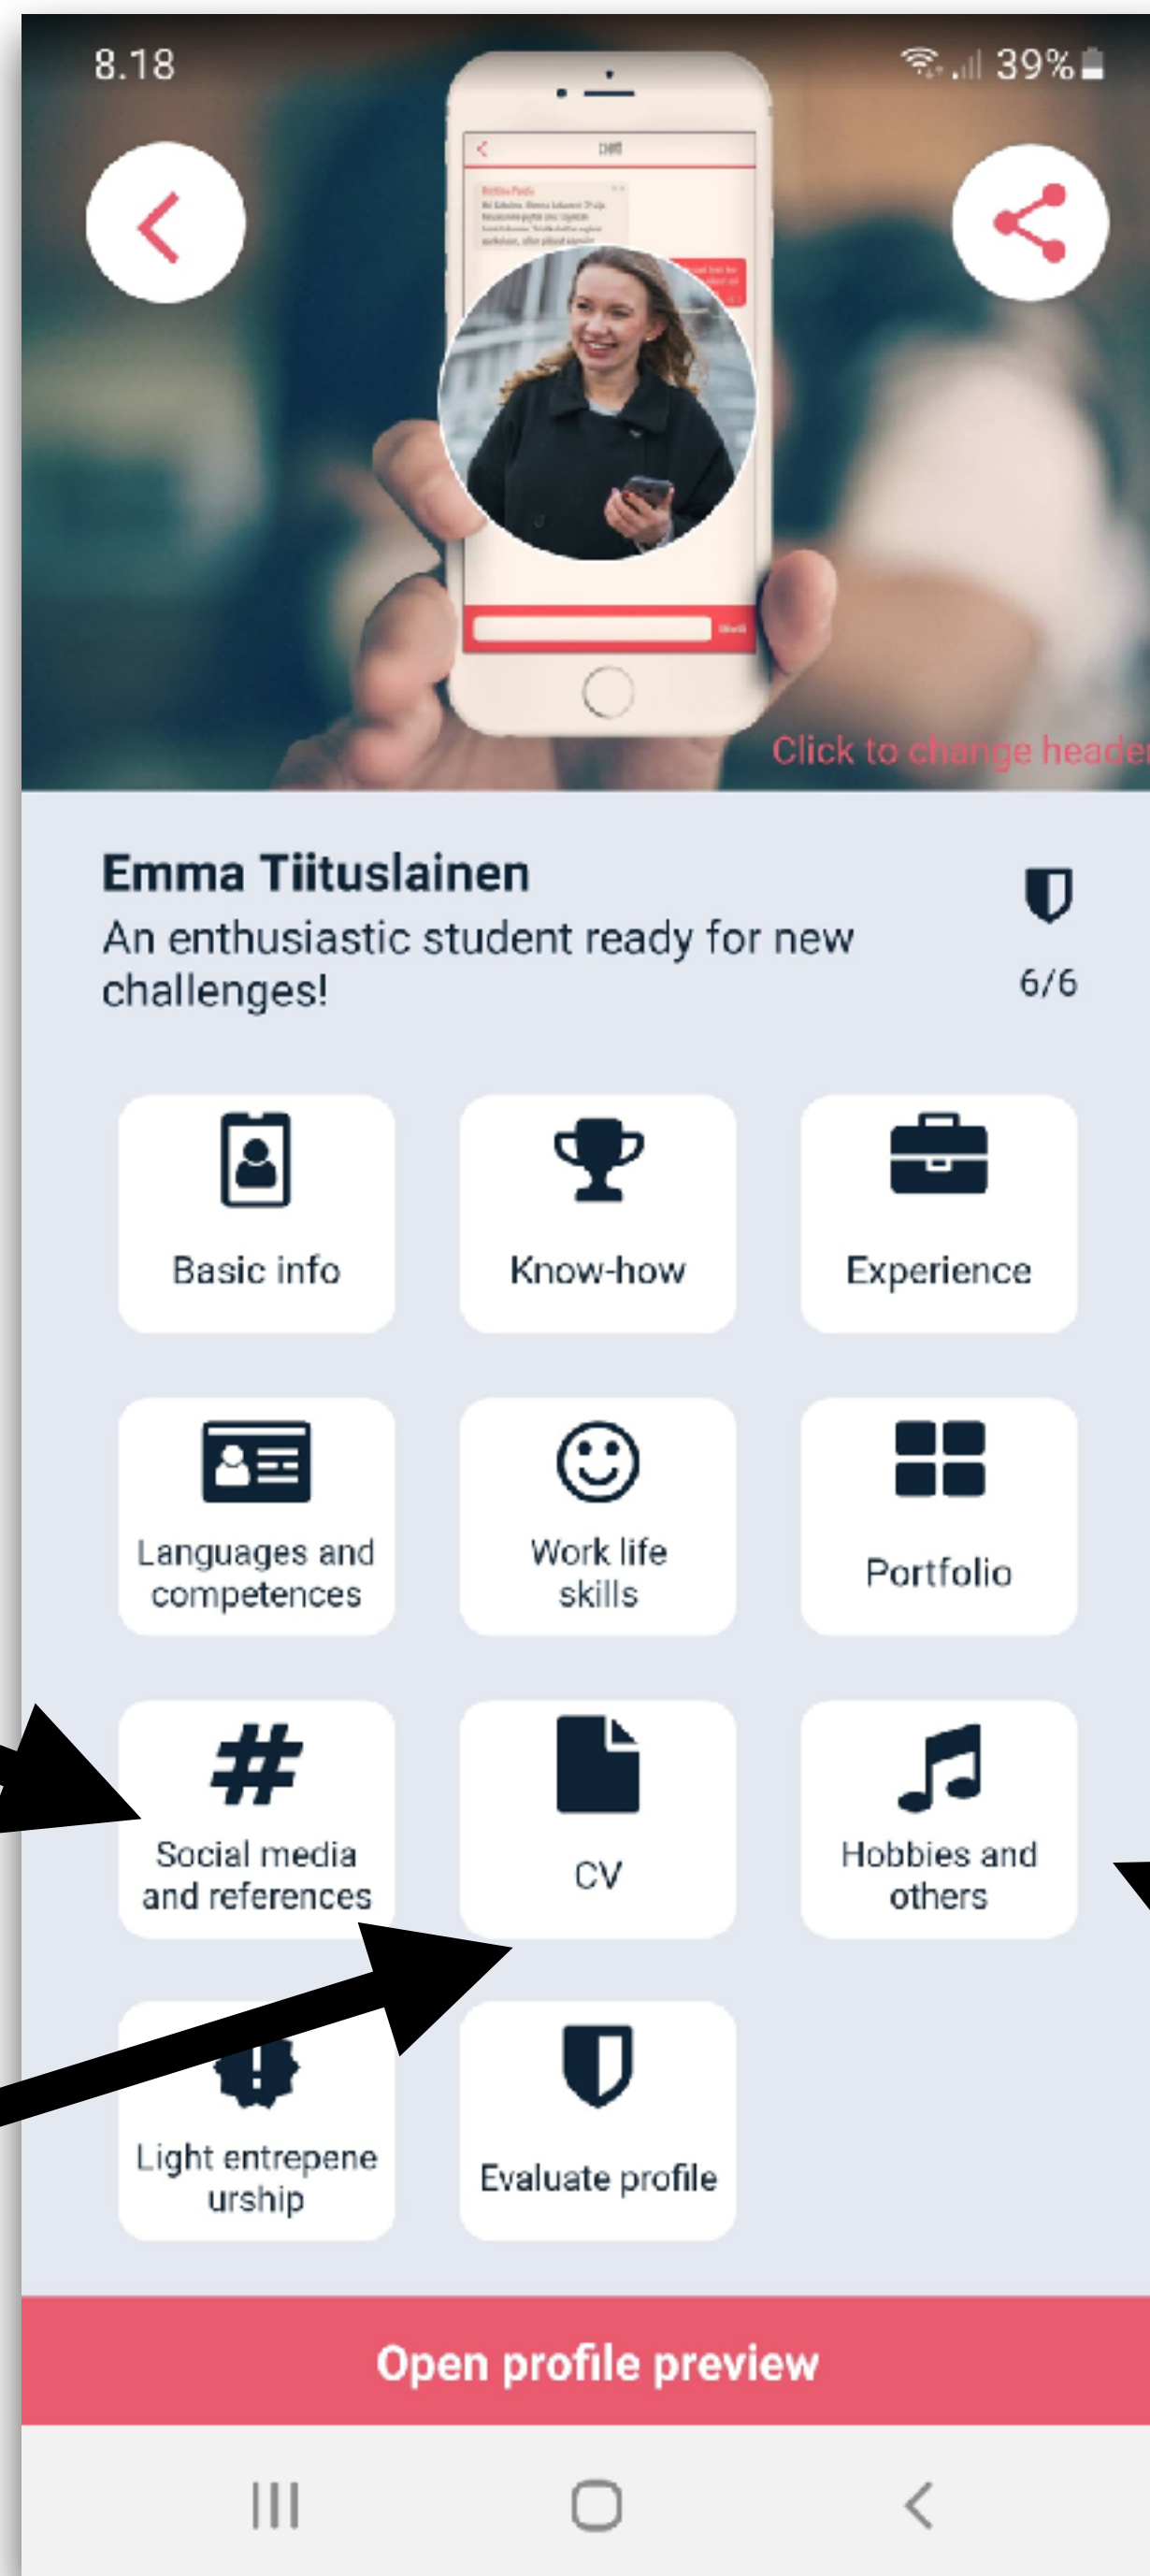 8.18
39%
Click to change header
Emma Tiituslainen
An enthusiastic student ready for new
challenges!
6/6
Basic info
Know-how
Experience
Languages and
competences
Work life
skills
Portfolio
Social media
and references
CV
Hobbies and
others
Light entrepene
urship
Evaluate profile
Open profile preview